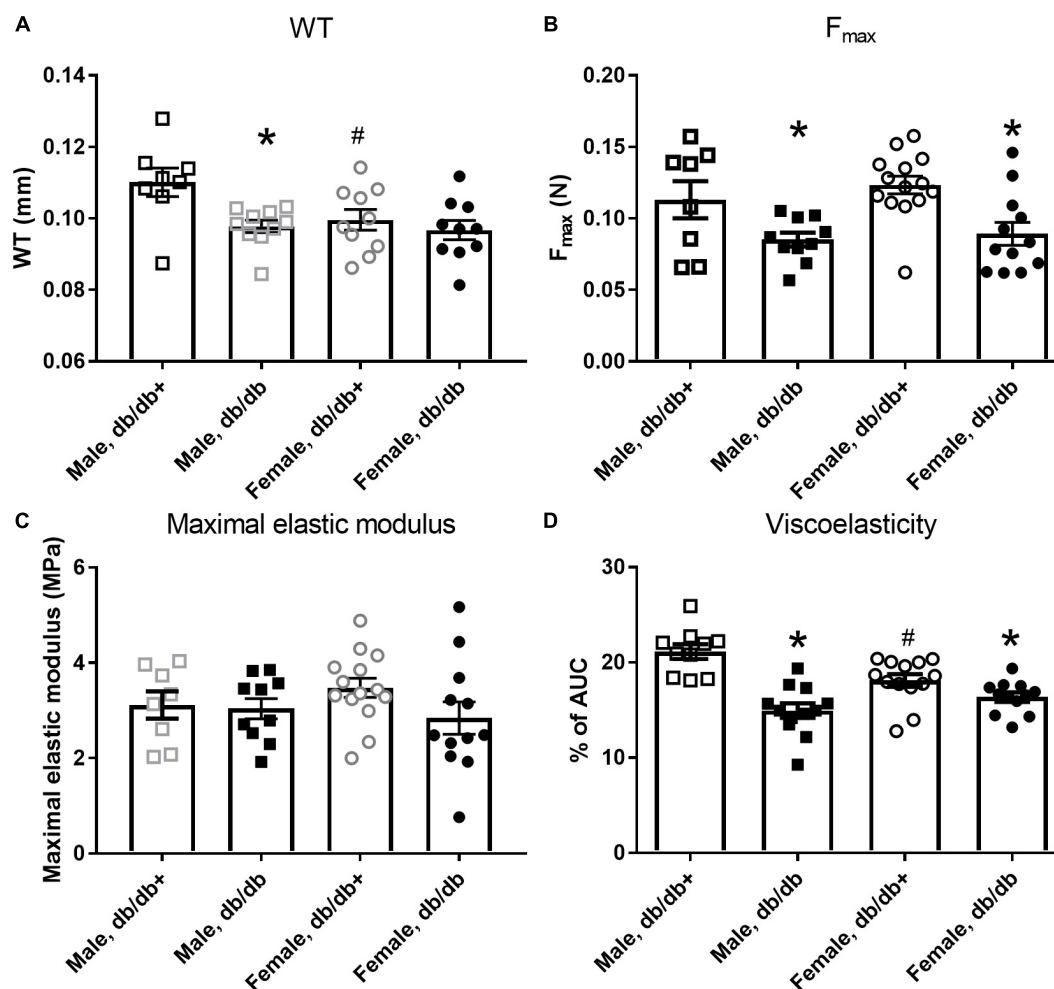 A
WT
WT (mm)
0.14
0.12
0.10
0.08
0.06
*
#
Male, db/db+
Male, db/db
Female, db/db+
Female, db/db
B
Fmax
Fmax (N)
0.20
0.15
0.10
0.05
0.00
*
*
Male, db/db+
Male, db/db
Female, db/db+
Female, db/db
C
Maximal elastic modulus
Maximal elastic modulus (MPa)
6
4
2
0
Male, db/db+
Male, db/db
Female, db/db+
Female, db/db
D
Viscoelasticity
% of AUC
30
20
10
0
*
#
*
Male, db/db+
Male, db/db
Female, db/db+
Female, db/db